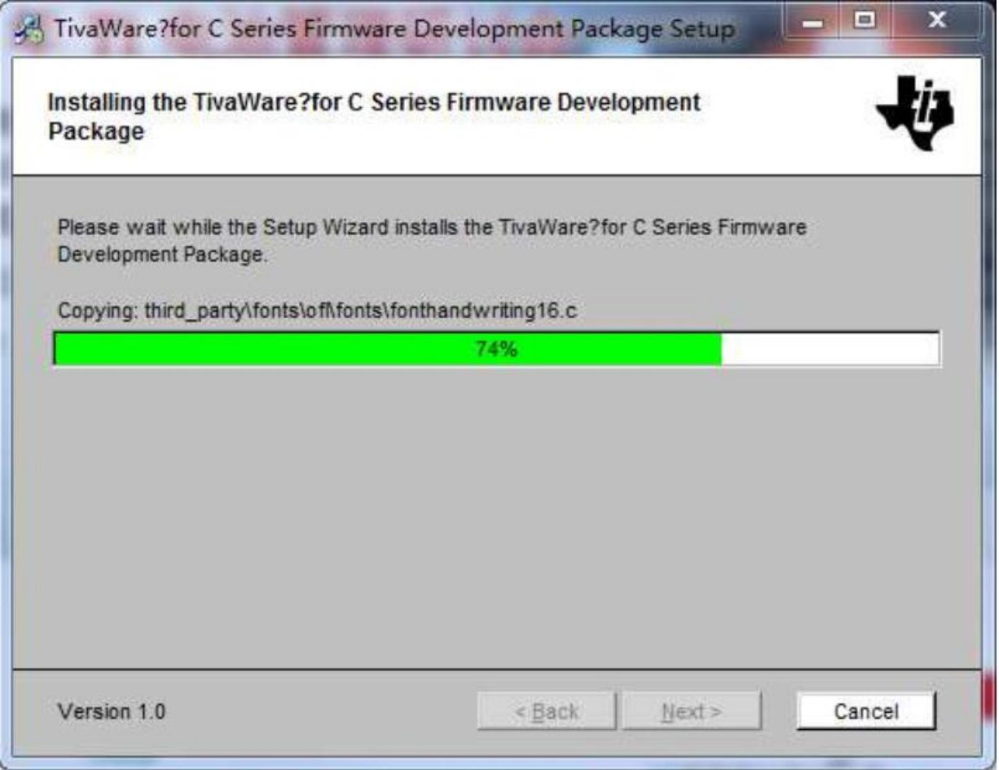 TivaWare?for C Series Firmware Development Package Setup
Installing the TivaWare?for C Series Firmware Development
Package
Please wait while the Setup Wizard installs the TivaWare?for C Series Firmware
Development Package.
Copying: third_party\fonts\ofl\fonts\fonthandwriting16.c
74%
Version 1.0
< Back
Next >
Cancel